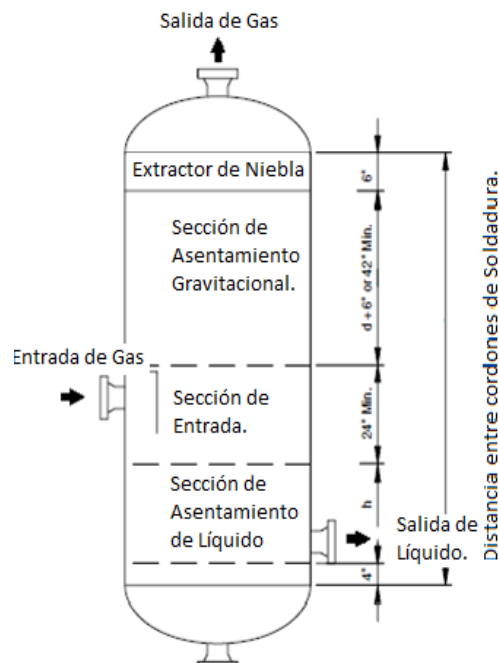 Salida de Gas
Extractor de Niebla
6"
Sección de
Asentamiento
Gravitacional.
d + 6" or 42" Min.
Entrada de Gas
Sección de
Entrada.
24" Min.
Sección de
Asentamiento
de Líquido
h
Salida de
Líquido.
4"
Distancia entre cordones de Soldadura.